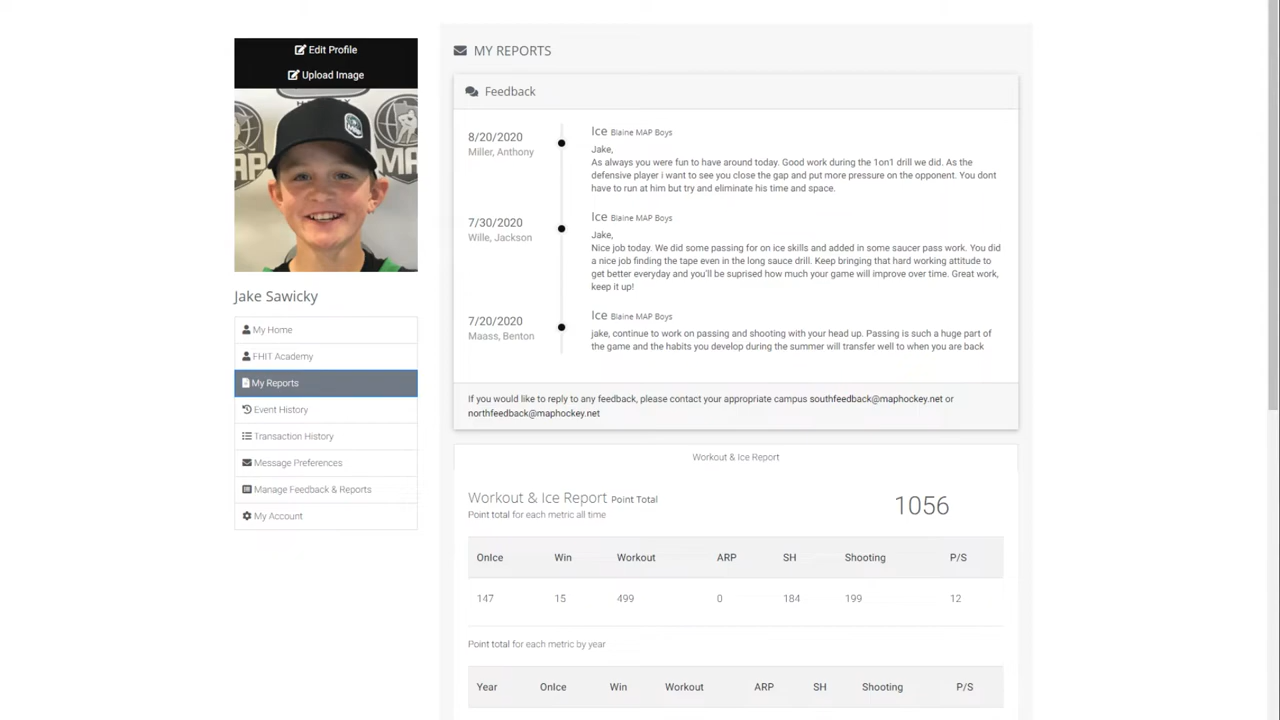 Edit Profile
Upload Image
MAP
MA
Jake Sawicky
My Home
FHIT Academy
My Reports
Event History
Transaction History
Message Preferences
Manage Feedback & Reports
My Account
MY REPORTS
Feedback
8/20/2020
Miller, Anthony
Ice Blaine MAP Boys
Jake,
As always you were fun to have around today. Good work during the 1on1 drill we did. As the
defensive player i want to see you close the gap and put more pressure on the opponent. You dont
have to run at him but try and eliminate his time and space.
7/30/2020
Wille, Jackson
Ice Blaine MAP Boys
Jake,
Nice job today. We did some passing for on ice skills and added in some saucer pass work. You did
a nice job finding the tape even in the long sauce drill. Keep bringing that hard working attitude to
get better everyday and you'll be suprised how much your game will improve over time. Great work,
keep it up!
7/20/2020
Maass, Benton
Ice Blaine MAP Boys
jake, continue to work on passing and shooting with your head up. Passing is such a huge part of
the game and the habits you develop during the summer will transfer well to when you are back
If you would like to reply to any feedback, please contact your appropriate campus southfeedback@maphockey.net or
northfeedback@maphockey.net
Workout & Ice Report
Workout & Ice Report Point Total 1056
Point total for each metric all time
OnIce Win Workout ARP SH Shooting P/S
147 15 499 0 184 199 12
Point total for each metric by year
Year OnIce Win Workout ARP SH Shooting P/S